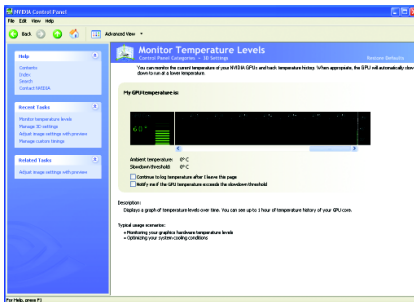 NVIDIA Control Panel
File Edit View Help
Back
Advanced View
Help
Contents
Index
Search
Contact NVIDIA
Recent Tasks
Monitor temperature levels
Manage 3D settings
Adjust image settings with preview
Manage custom timings
Related Tasks
Adjust image settings with preview
Monitor Temperature Levels
Control Panel Categories » 3D Settings
Restore Defaults
You can monitor the current temperature of your NVIDIA GPUs and track temperature history. When appropriate, the GPU will automatically slow
down to run at a lower temperature.
My GPU temperature is:
60°
Ambient temperature: 0° C
Slowdown threshold: 0° C
Continue to log temperature after I leave this page
Notify me if the GPU temperature exceeds the slowdown threshold
Description:
Displays a graph of temperature levels over time. You can see up to 1 hour of temperature history of your GPU core.
Typical usage scenarios:
• Monitoring your graphics hardware temperature levels
• Optimizing your system cooling conditions
For Help, press F1